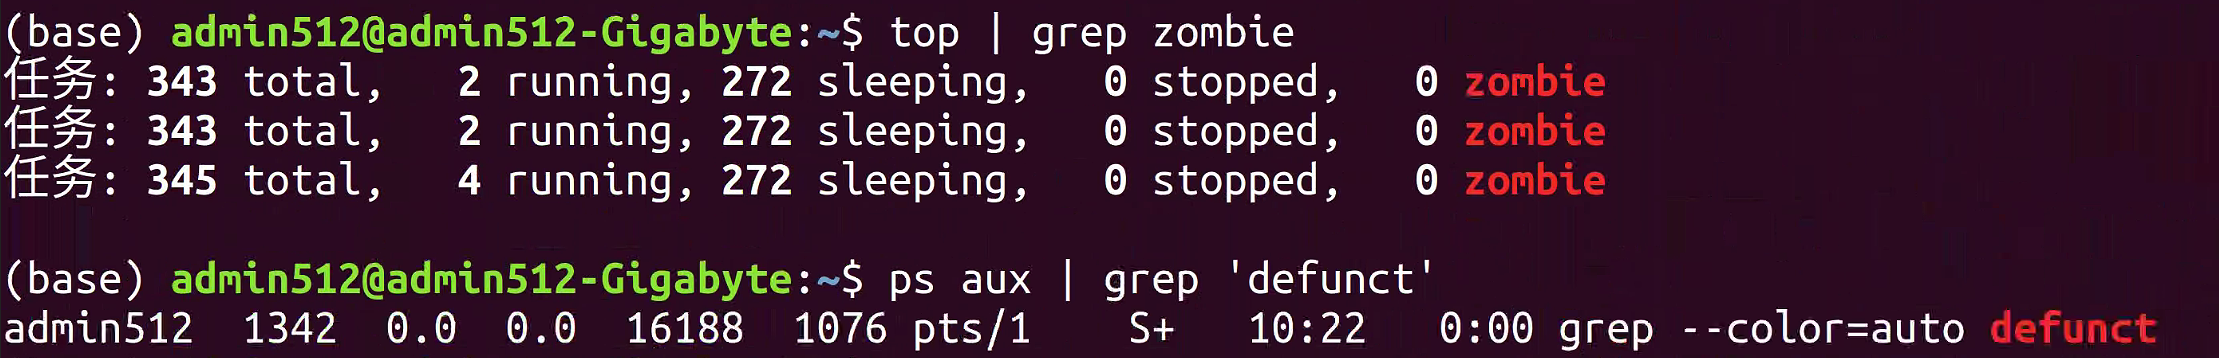 (base) admin512@admin512-Gigabyte:~$ top | grep zombie
任务: 343 total,   2 running, 272 sleeping,   0 stopped,   0 zombie
任务: 343 total,   2 running, 272 sleeping,   0 stopped,   0 zombie
任务: 345 total,   4 running, 272 sleeping,   0 stopped,   0 zombie
(base) admin512@admin512-Gigabyte:~$ ps aux | grep 'defunct'
admin512  1342  0.0  0.0  16188  1076 pts/1    S+   10:22   0:00 grep --color=auto defunct